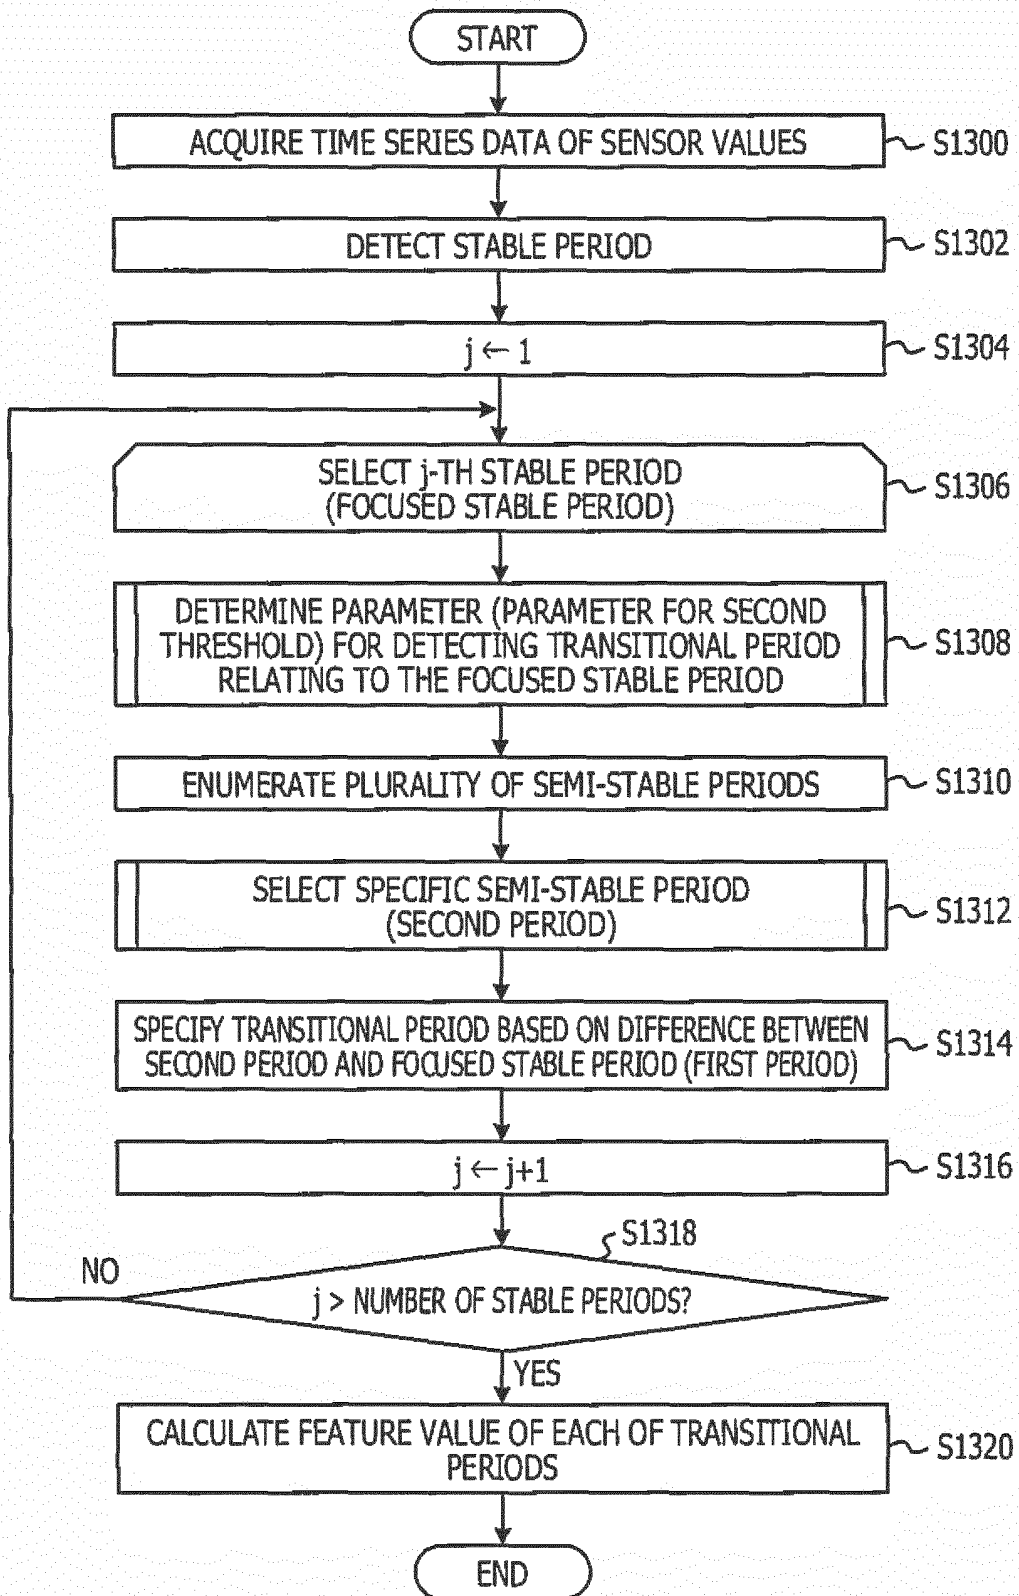 START
ACQUIRE TIME SERIES DATA OF SENSOR VALUES
S1300
DETECT STABLE PERIOD
S1302
j ← 1
S1304
SELECT j-TH STABLE PERIOD
(FOCUSED STABLE PERIOD)
S1306
DETERMINE PARAMETER (PARAMETER FOR SECOND
THRESHOLD) FOR DETECTING TRANSITIONAL PERIOD
RELATING TO THE FOCUSED STABLE PERIOD
S1308
ENUMERATE PLURALITY OF SEMI-STABLE PERIODS
S1310
SELECT SPECIFIC SEMI-STABLE PERIOD
(SECOND PERIOD)
S1312
SPECIFY TRANSITIONAL PERIOD BASED ON DIFFERENCE BETWEEN
SECOND PERIOD AND FOCUSED STABLE PERIOD (FIRST PERIOD)
S1314
j ← j+1
S1316
S1318
NO
j > NUMBER OF STABLE PERIODS?
YES
CALCULATE FEATURE VALUE OF EACH OF TRANSITIONAL
PERIODS
S1320
END